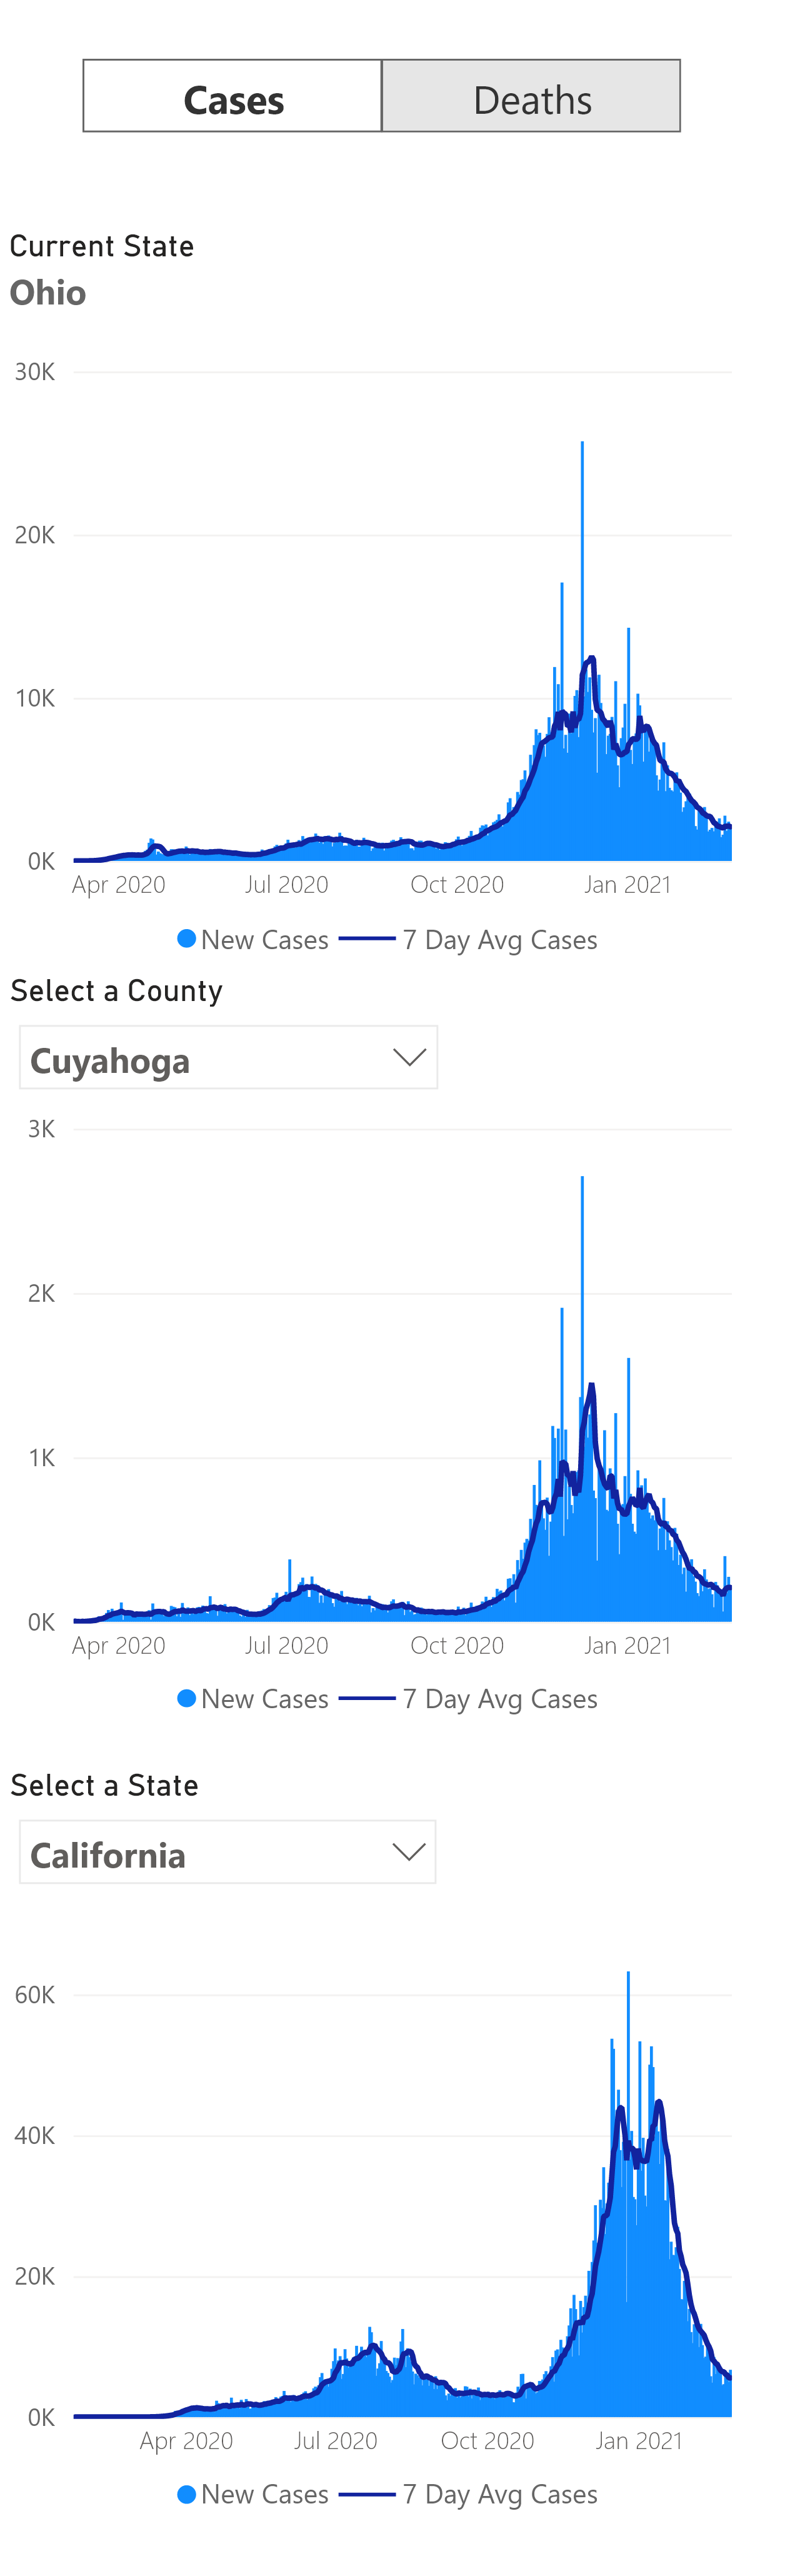 Cases Deaths
Current State
Ohio
30K
20K
10K
0K
Apr 2020 Jul 2020 Oct 2020 Jan 2021
New Cases 7 Day Avg Cases
Select a County
Cuyahoga
3K
2K
1K
0K
Apr 2020 Jul 2020 Oct 2020 Jan 2021
New Cases 7 Day Avg Cases
Select a State
California
60K
40K
20K
0K
Apr 2020 Jul 2020 Oct 2020 Jan 2021
New Cases 7 Day Avg Cases